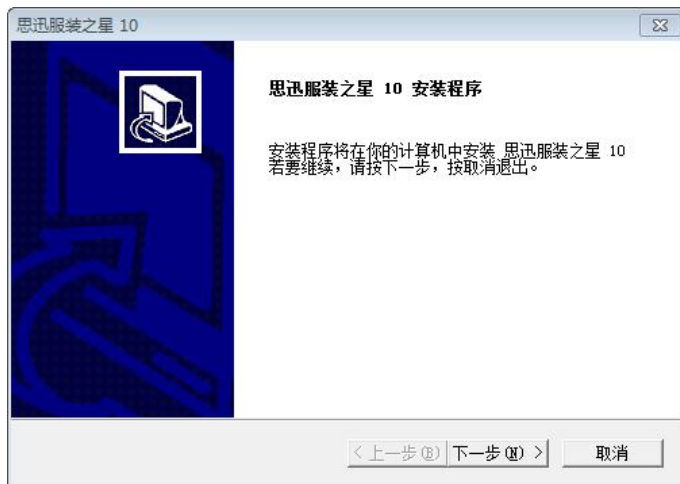 思迅服装之星 10
思迅服装之星 10 安装程序
安装程序将在你的计算机中安装 思迅服装之星 10
若要继续，请按下一步，按取消退出。
< 上一步(B) 下一步(N) > 取消